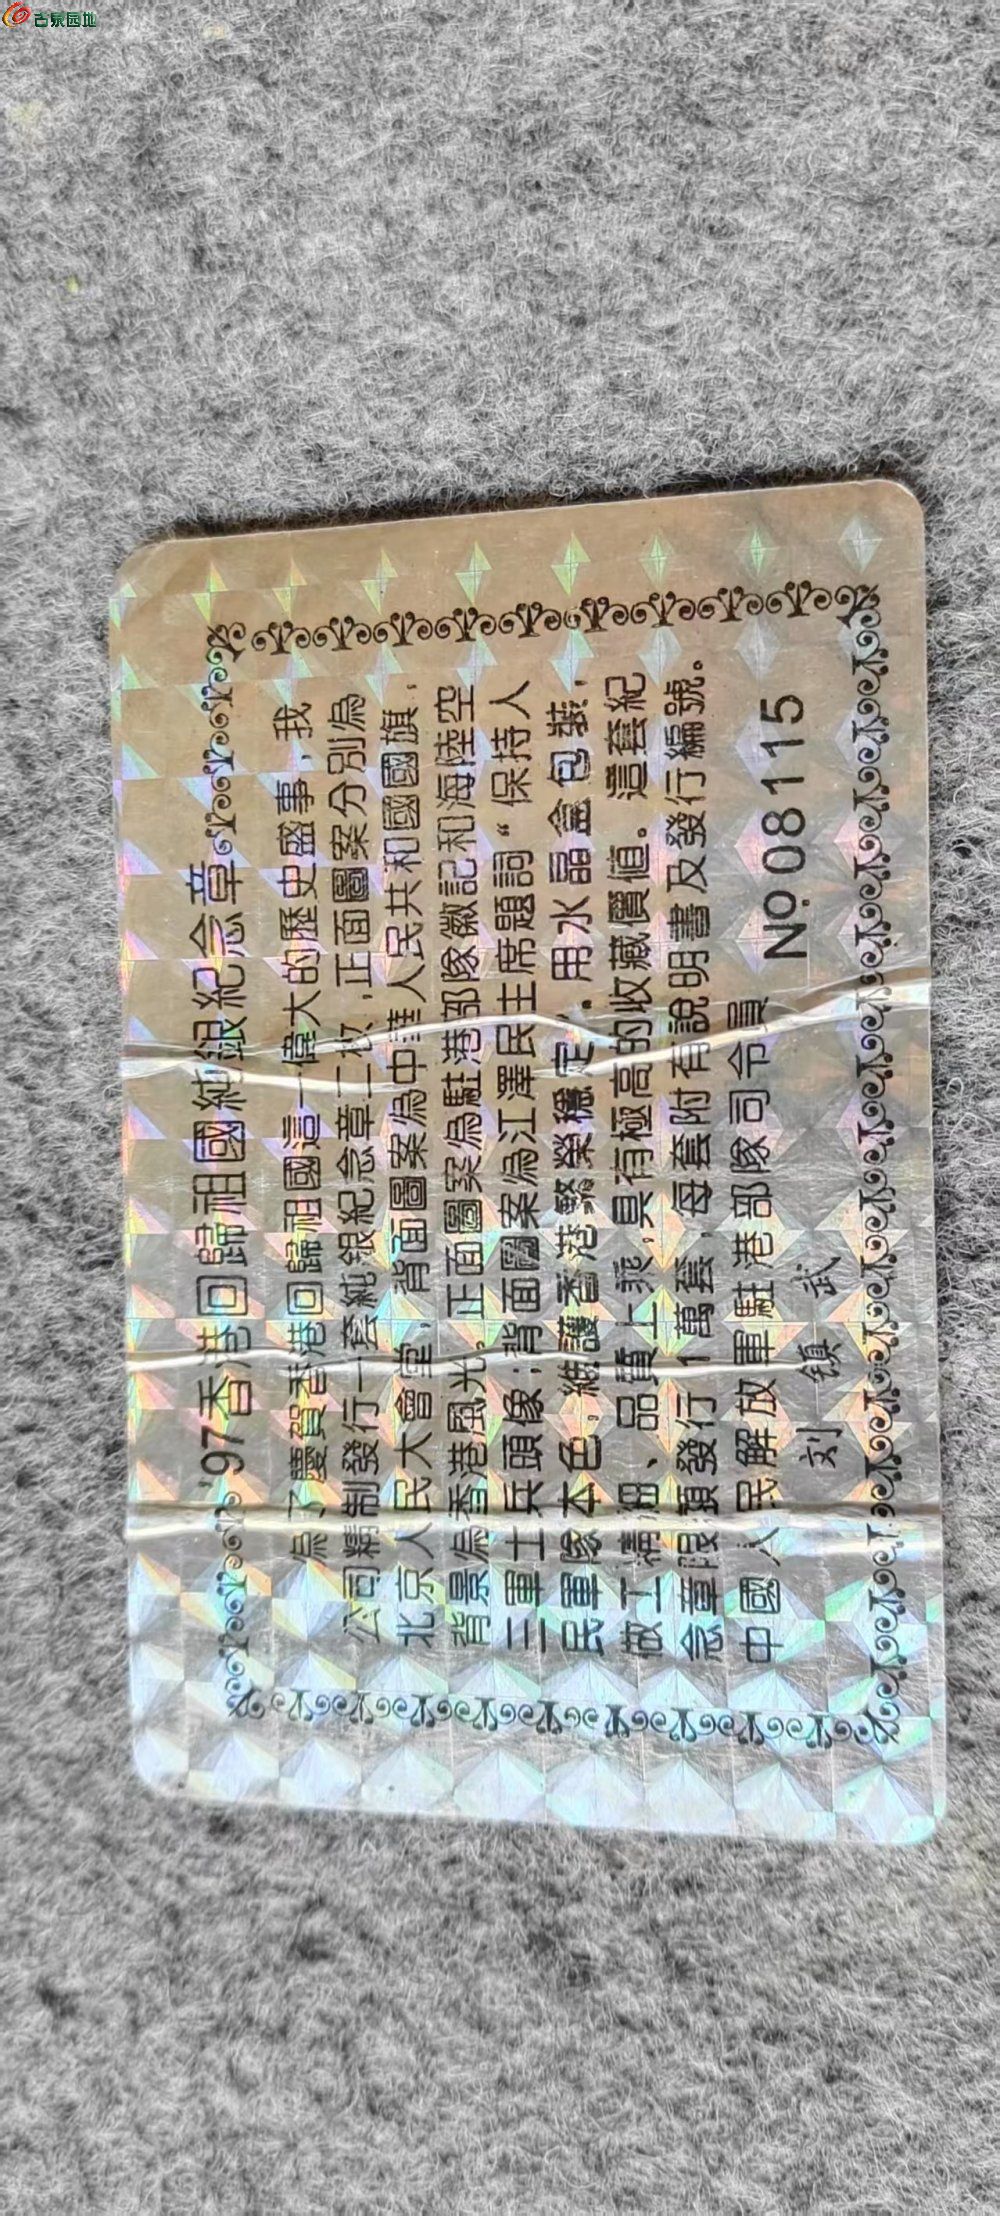 古泉园地
'97香港回歸祖國純銀紀念章
為了慶賀香港回歸祖國這一偉大的歷史盛事,我
公司精制發行一套純銀紀念章二枚,正面圖案分別為
北京人民大會堂,背面圖案為中華人民共和國國旗,
背景為香港風光。正面圖案為駐港部隊徽記和海陸空
三軍士兵頭像;背面圖案為江澤民主席題詞“保持人
民軍隊本色,維護香港繁榮穩定”.用水晶盒包裝,
做工精細、品質上乘,具有極高的收藏價值。這套紀
念章限額發行1萬套,每套附有說明書及發行編號。
中國人民解放軍駐港部隊司令員
№08115
刘镇武